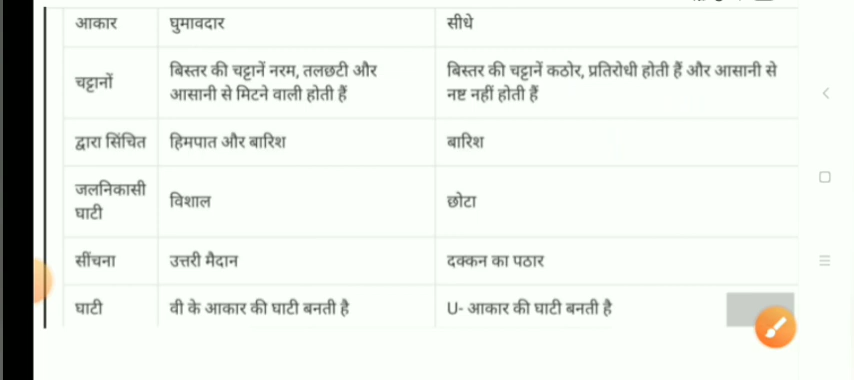 आकार घुमावदार सीधे
चट्टानों बिस्तर की चट्टानें नरम, तलछटी और बिस्तर की चट्टानें कठोर, प्रतिरोधी होती हैं और आसानी से
आसानी से मिटने वाली होती हैं नष्ट नहीं होती हैं
द्वारा सिंचित हिमपात और बारिश बारिश
जलनिकासी
घाटी विशाल छोटा
सींचना उत्तरी मैदान दक्कन का पठार
घाटी वी के आकार की घाटी बनती है U- आकार की घाटी बनती है